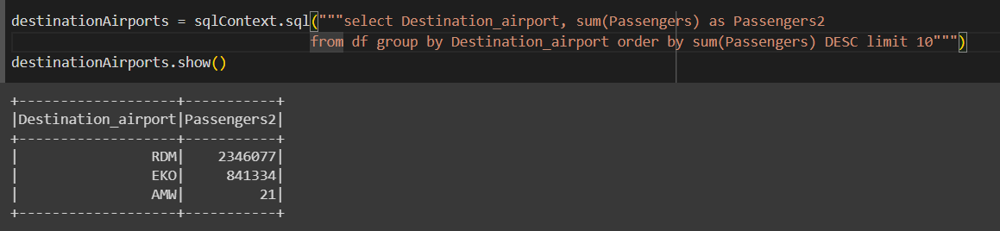 destinationAirports = sqlContext.sql("""select Destination_airport, sum(Passengers) as Passengers2
from df group by Destination_airport order by sum(Passengers) DESC limit 10""")
destinationAirports.show()
+-------------------+-----------+
|Destination_airport|Passengers2|
+-------------------+-----------+
|                RDM|    2346077|
|                EKO|     841334|
|                AMW|         21|
+-------------------+-----------+